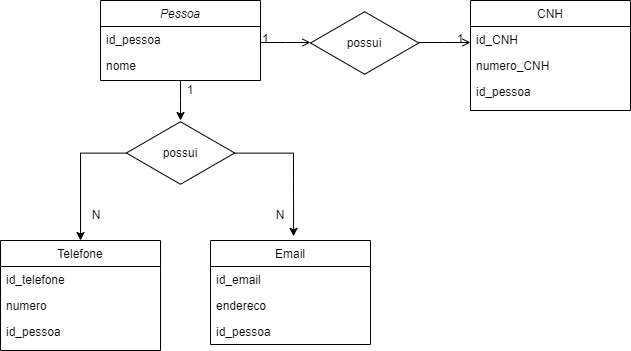 Pessoa
id_pessoa
nome
1
possui
1
CNH
id_CNH
numero_CNH
id_pessoa
1
possui
N
N
Telefone
id_telefone
numero
id_pessoa
Email
id_email
endereco
id_pessoa